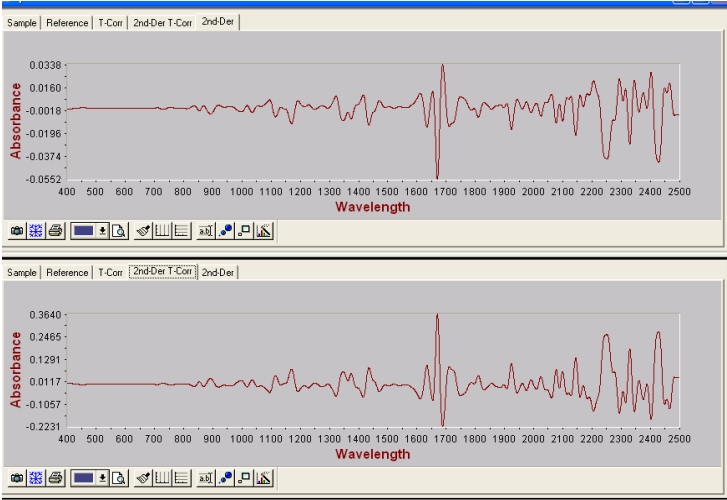 Sample Reference T-Corr 2nd-Der T-Corr 2nd-Der
0.0338
0.0160
-0.0018
-0.0196
-0.0374
-0.0552
Absorbance
400 500 600 700 800 900 1000 1100 1200 1300 1400 1500 1600 1700 1800 1900 2000 2100 2200 2300 2400 2500
Wavelength
a.b]
Sample Reference T-Corr 2nd-Der T-Corr 2nd-Der
0.3640
0.2465
0.1291
0.0117
-0.1057
-0.2231
Absorbance
400 500 600 700 800 900 1000 1100 1200 1300 1400 1500 1600 1700 1800 1900 2000 2100 2200 2300 2400 2500
Wavelength
a.b]